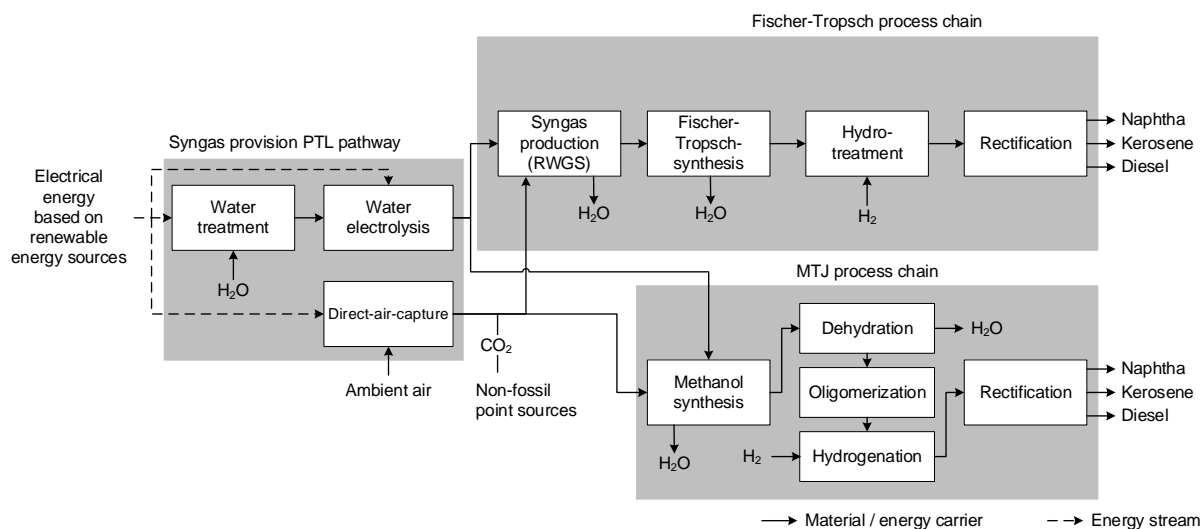 Fischer-Tropsch process chain
Syngas
production
(RWGS)
Fischer-
Tropsch-
synthesis
Hydro-
treatment
Rectification
Naphtha
Kerosene
Diesel
H₂O
H₂O
H₂
Syngas provision PTL pathway
Electrical
energy
based on
renewable
energy sources
Water
treatment
Water
electrolysis
H₂O
Direct-air-capture
CO₂
Ambient air
Non-fossil
point sources
MTJ process chain
Methanol
synthesis
H₂O
Dehydration
H₂O
Oligomerization
H₂
Hydrogenation
Rectification
Naphtha
Kerosene
Diesel
Material / energy carrier
Energy stream